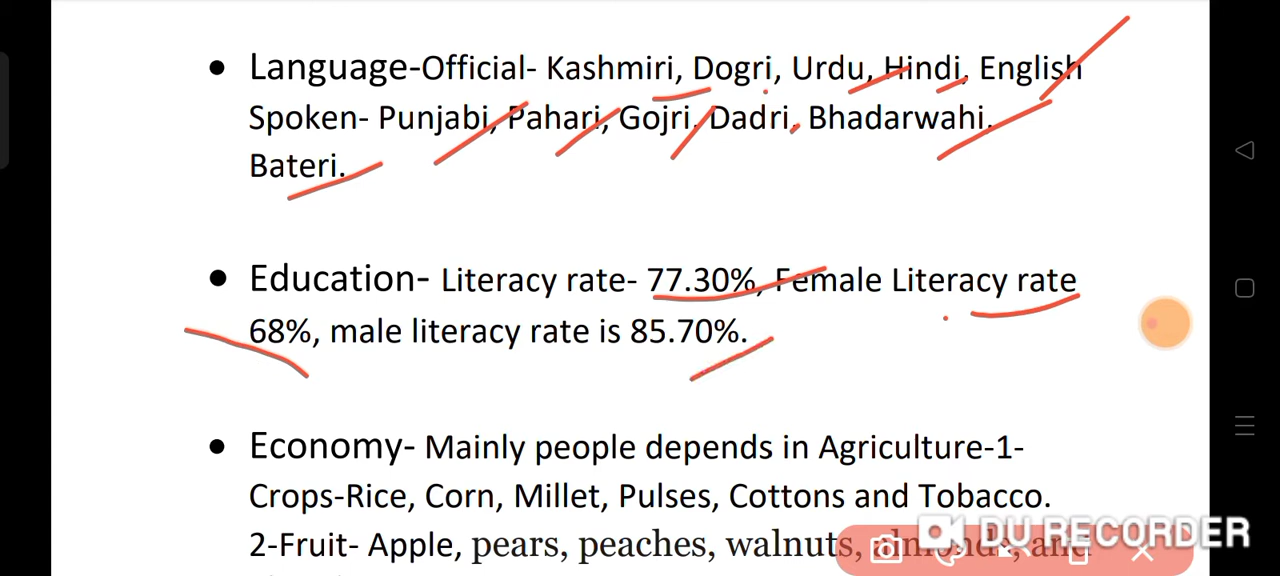 • Language-Official- Kashmiri, Dogri, Urdu, Hindi, English
Spoken- Punjabi, Pahari, Gojri, Dadri, Bhadarwahi.
Bateri.
• Education- Literacy rate- 77.30%, Female Literacy rate
68%, male literacy rate is 85.70%.
• Economy- Mainly people depends in Agriculture-1-
Crops-Rice, Corn, Millet, Pulses, Cottons and Tobacco.
2-Fruit- Apple, pears, peaches, walnuts, almonds, and
DU RECORDER